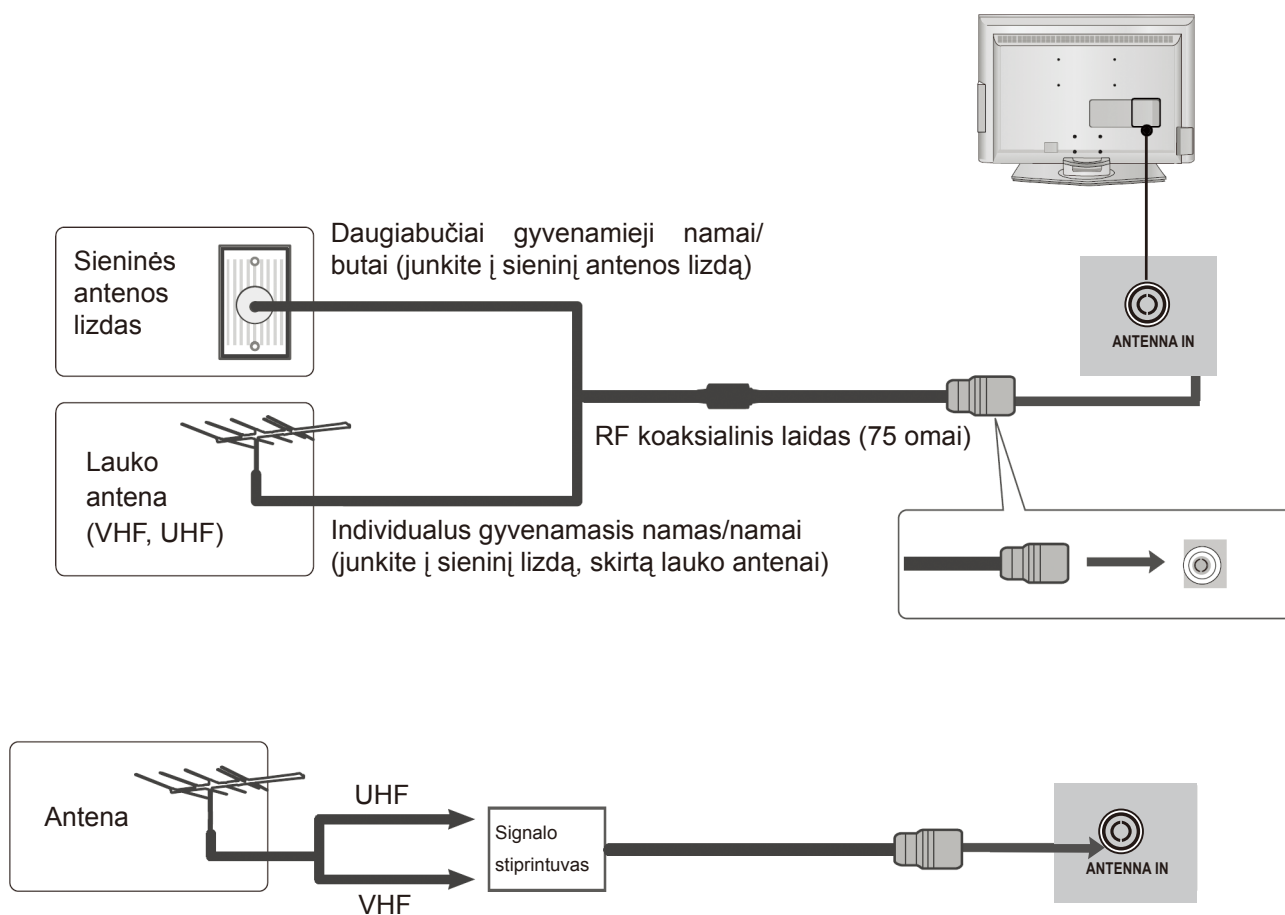 Sieninės
antenos
lizdas
Daugiabučiai gyvenamieji namai/
butai (junkite į sieninį antenos lizdą)
ANTENNA IN
RF koaksialinis laidas (75 omai)
Lauko
antena
(VHF, UHF)
Individualus gyvenamasis namas/namai
(junkite į sieninį lizdą, skirtą lauko antenai)
Antena
UHF
VHF
Signalo
stiprintuvas
ANTENNA IN